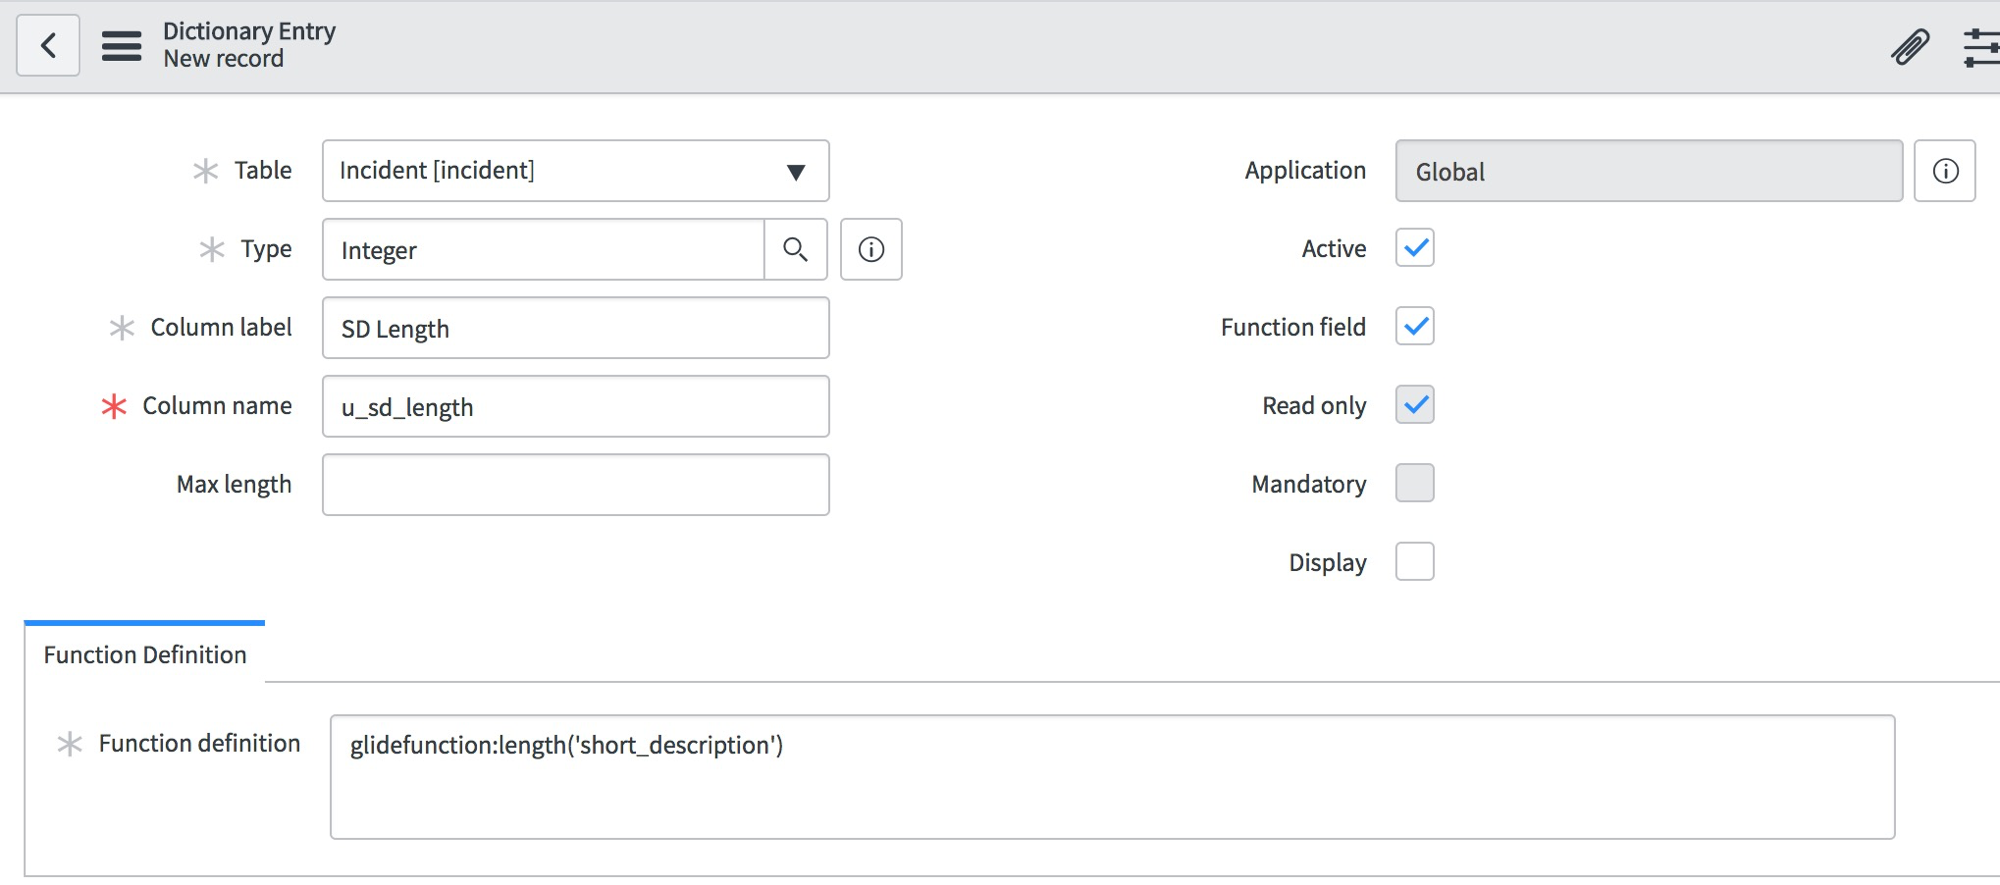 Dictionary Entry
New record
Table
Incident [incident]
Application
Global
Type
Integer
Active
Column label
SD Length
Function field
Column name
u_sd_length
Read only
Max length
Mandatory
Display
Function Definition
Function definition
glidefunction:length('short_description')